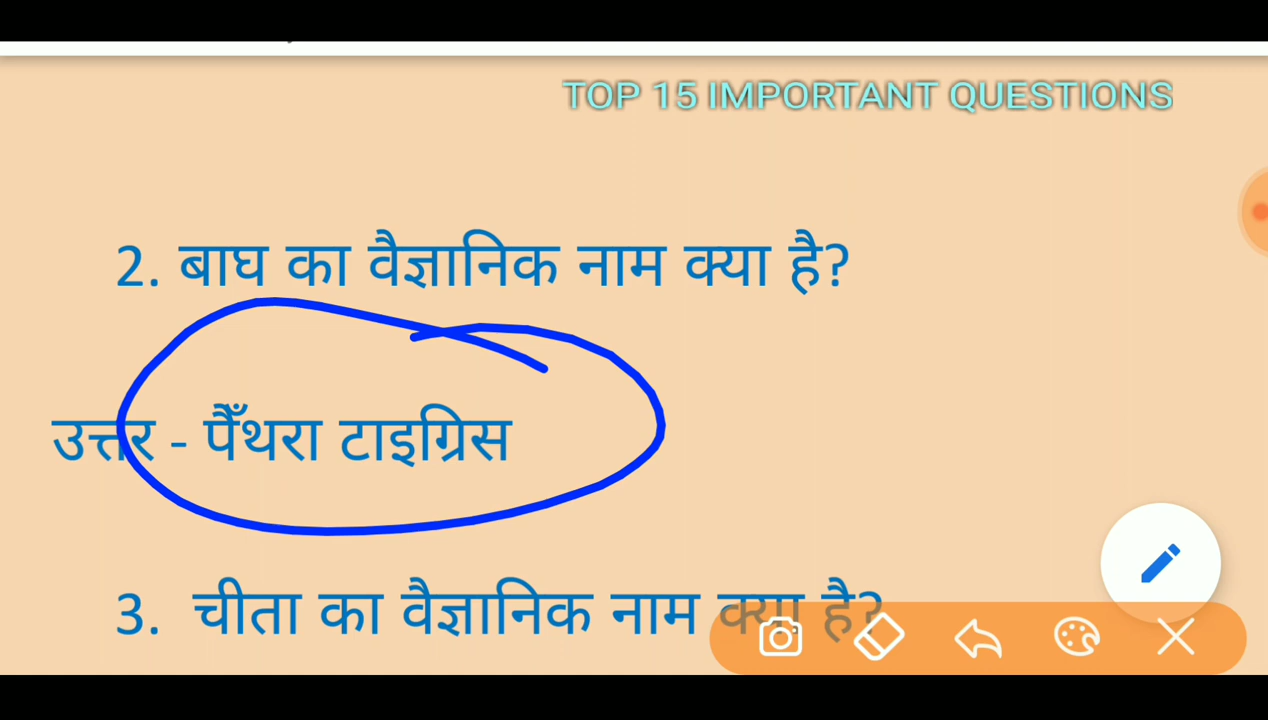 TOP 15 IMPORTANT QUESTIONS
2. बाघ का वैज्ञानिक नाम क्या है?
उत्तर - पैँथरा टाइग्रिस
3. चीता का वैज्ञानिक नाम क्या है?